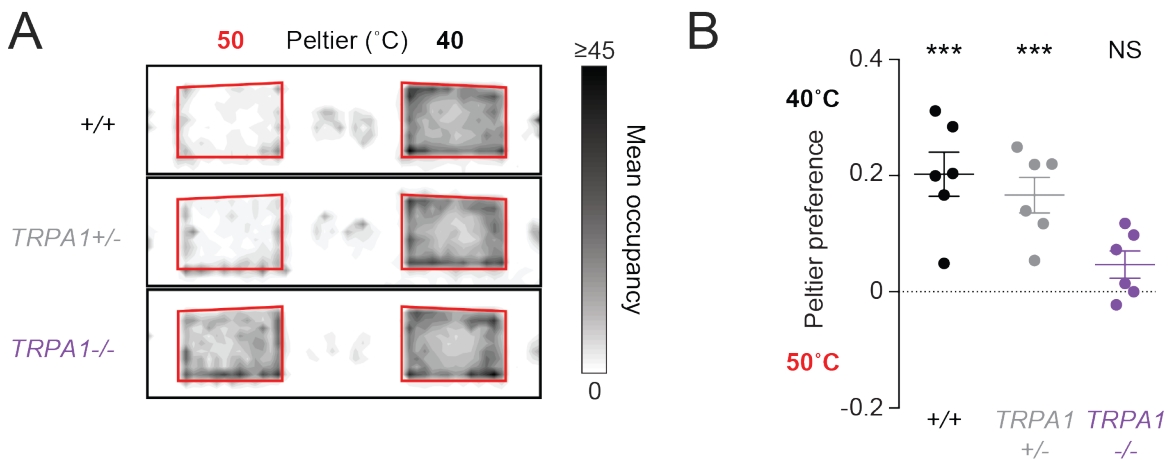 A
50 Peltier (˚C) 40
≥45
+/+
TRPA1+/-
TRPA1-/-
Mean occupancy
0
B
*** *** NS
0.4
40˚C
0.2
Peltier preference
0
50˚C
-0.2
+/+ TRPA1 TRPA1
+/- -/-